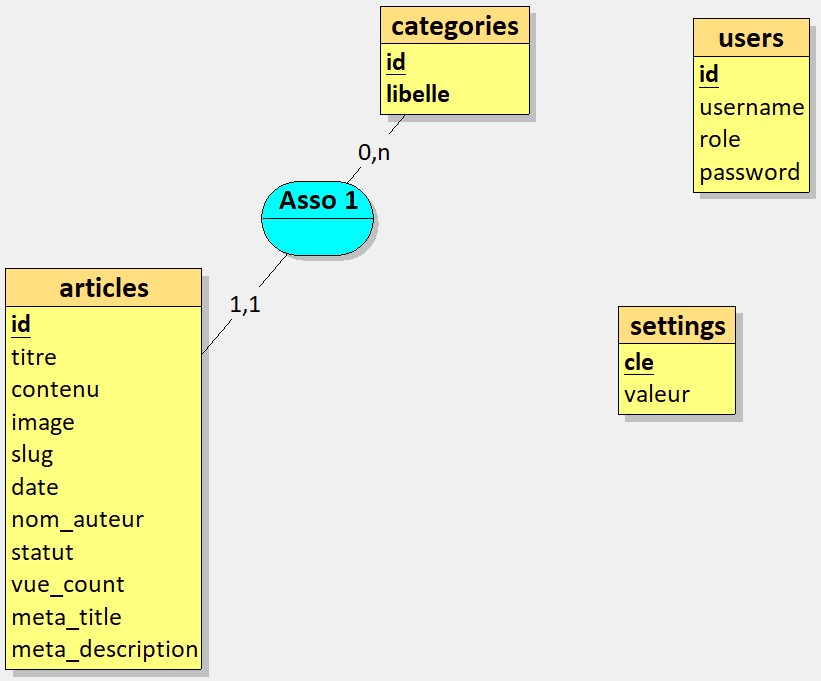 categories
id
libelle
users
id
username
role
password
0,n
Asso 1
1,1
articles
id
titre
contenu
image
slug
date
nom_auteur
statut
vue_count
meta_title
meta_description
settings
cle
valeur